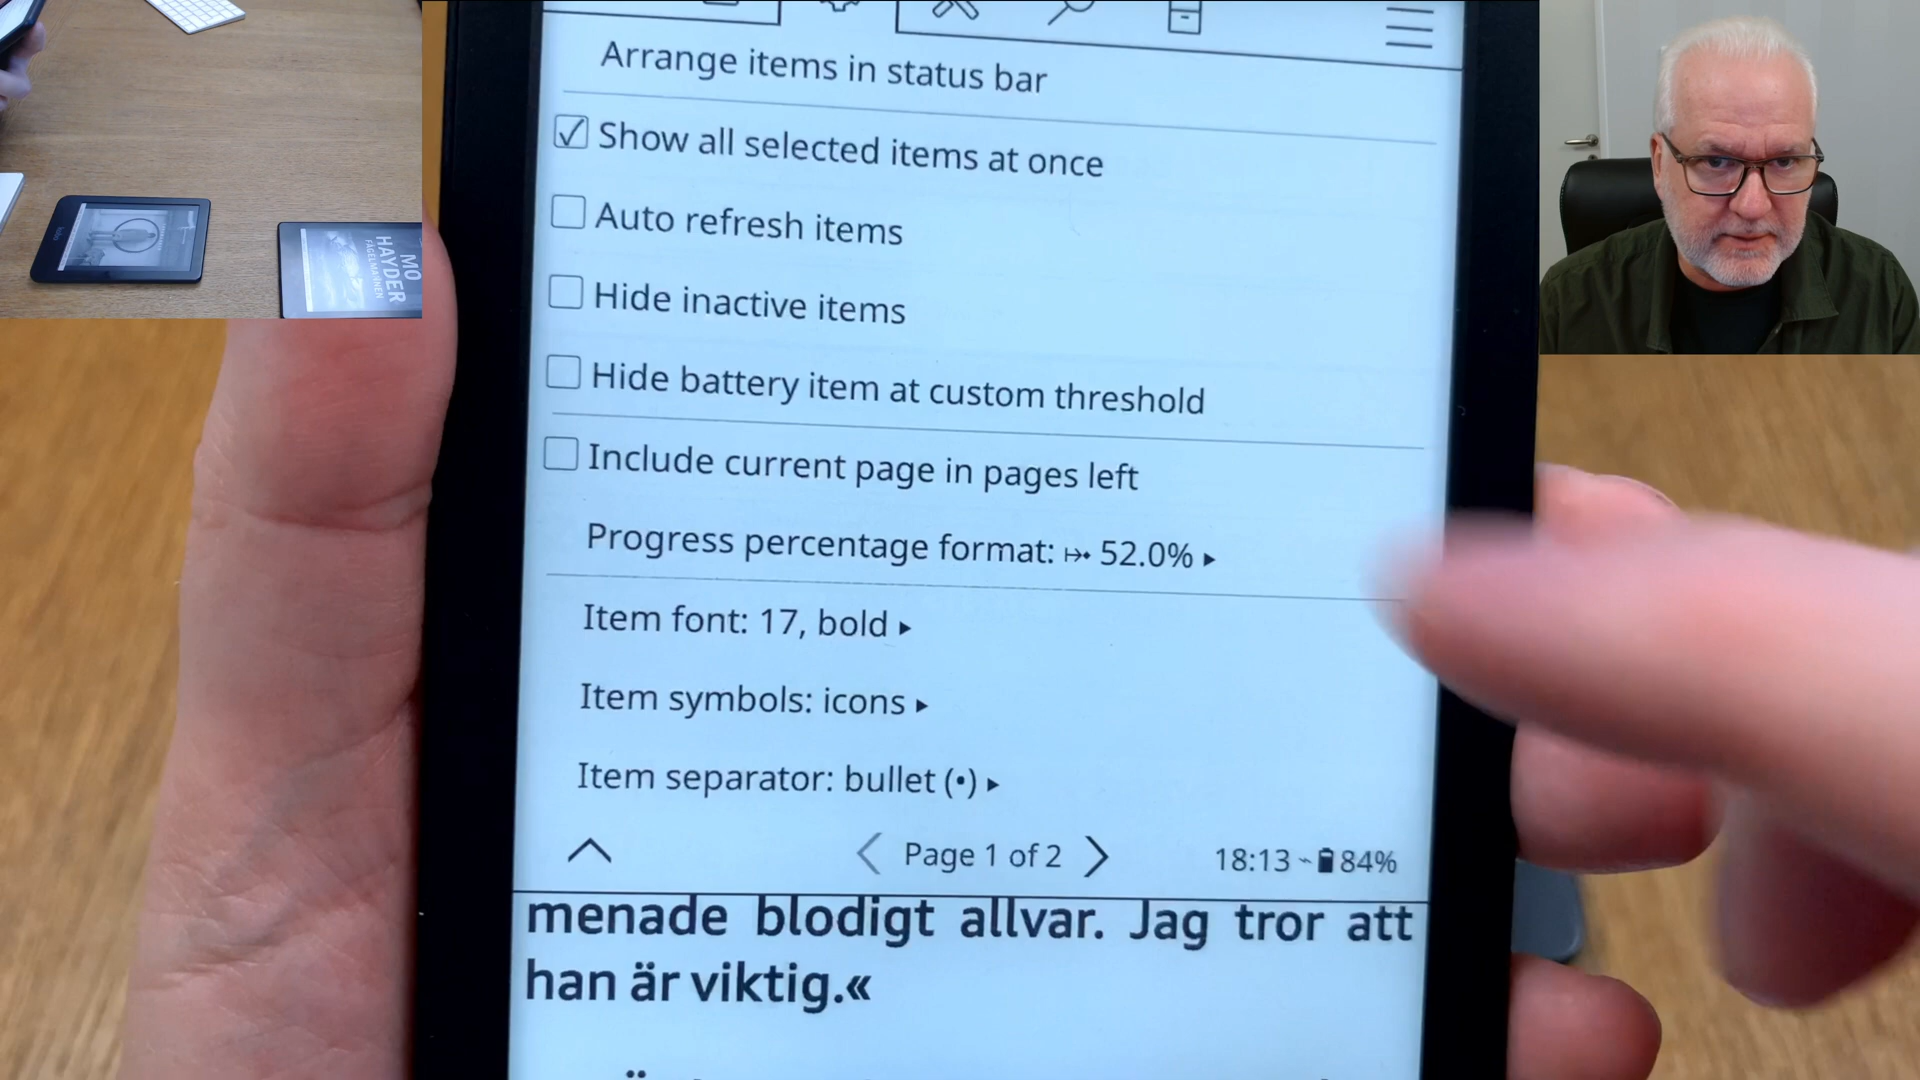 Arrange items in status bar
Show all selected items at once
Auto refresh items
Hide inactive items
Hide battery item at custom threshold
Include current page in pages left
Progress percentage format: ⤠ 52.0% ▸
Item font: 17, bold ▸
Item symbols: icons ▸
Item separator: bullet (•) ▸
Page 1 of 2
18:13 ~ 84%
menade blodigt allvar. Jag tror att
han är viktig.«
MO
HAYDER
FÅGELMANNEN